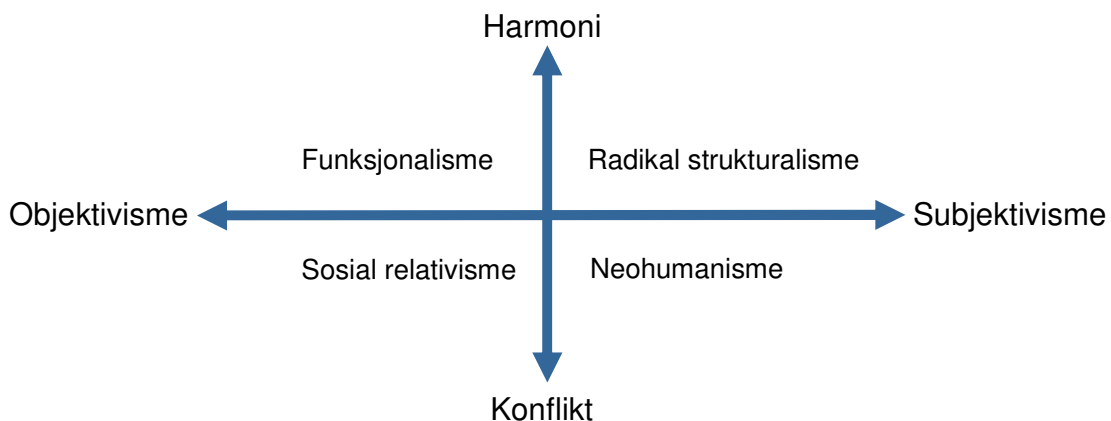 Harmoni
Funksjonalisme
Radikal strukturalisme
Objektivisme
Subjektivisme
Sosial relativisme
Neohumanisme
Konflikt